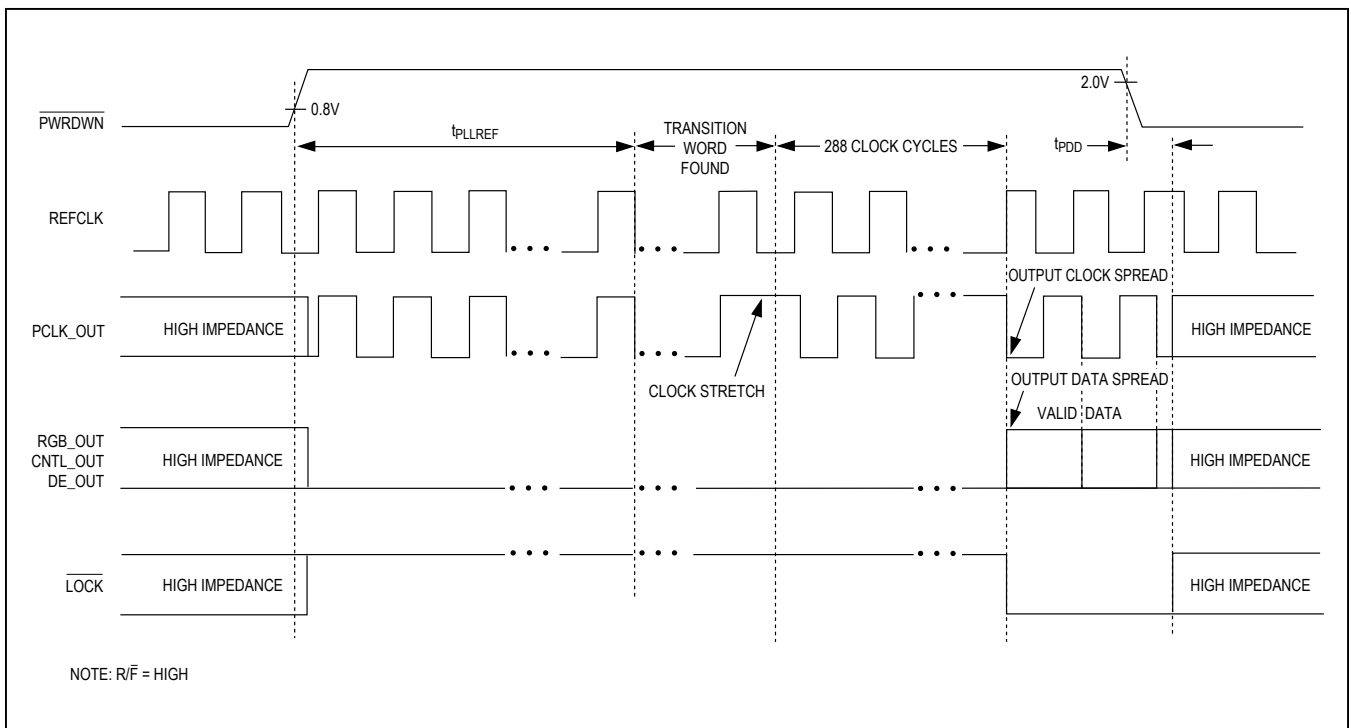 0.8V
2.0V
PWRDWN
tPLLREF
TRANSITION
WORD
FOUND
288 CLOCK CYCLES
tPDD
REFCLK
OUTPUT CLOCK SPREAD
PCLK_OUT
HIGH IMPEDANCE
HIGH IMPEDANCE
CLOCK STRETCH
OUTPUT DATA SPREAD
VALID DATA
RGB_OUT
CNTL_OUT
DE_OUT
HIGH IMPEDANCE
HIGH IMPEDANCE
LOCK
HIGH IMPEDANCE
HIGH IMPEDANCE
NOTE: R/F̅ = HIGH